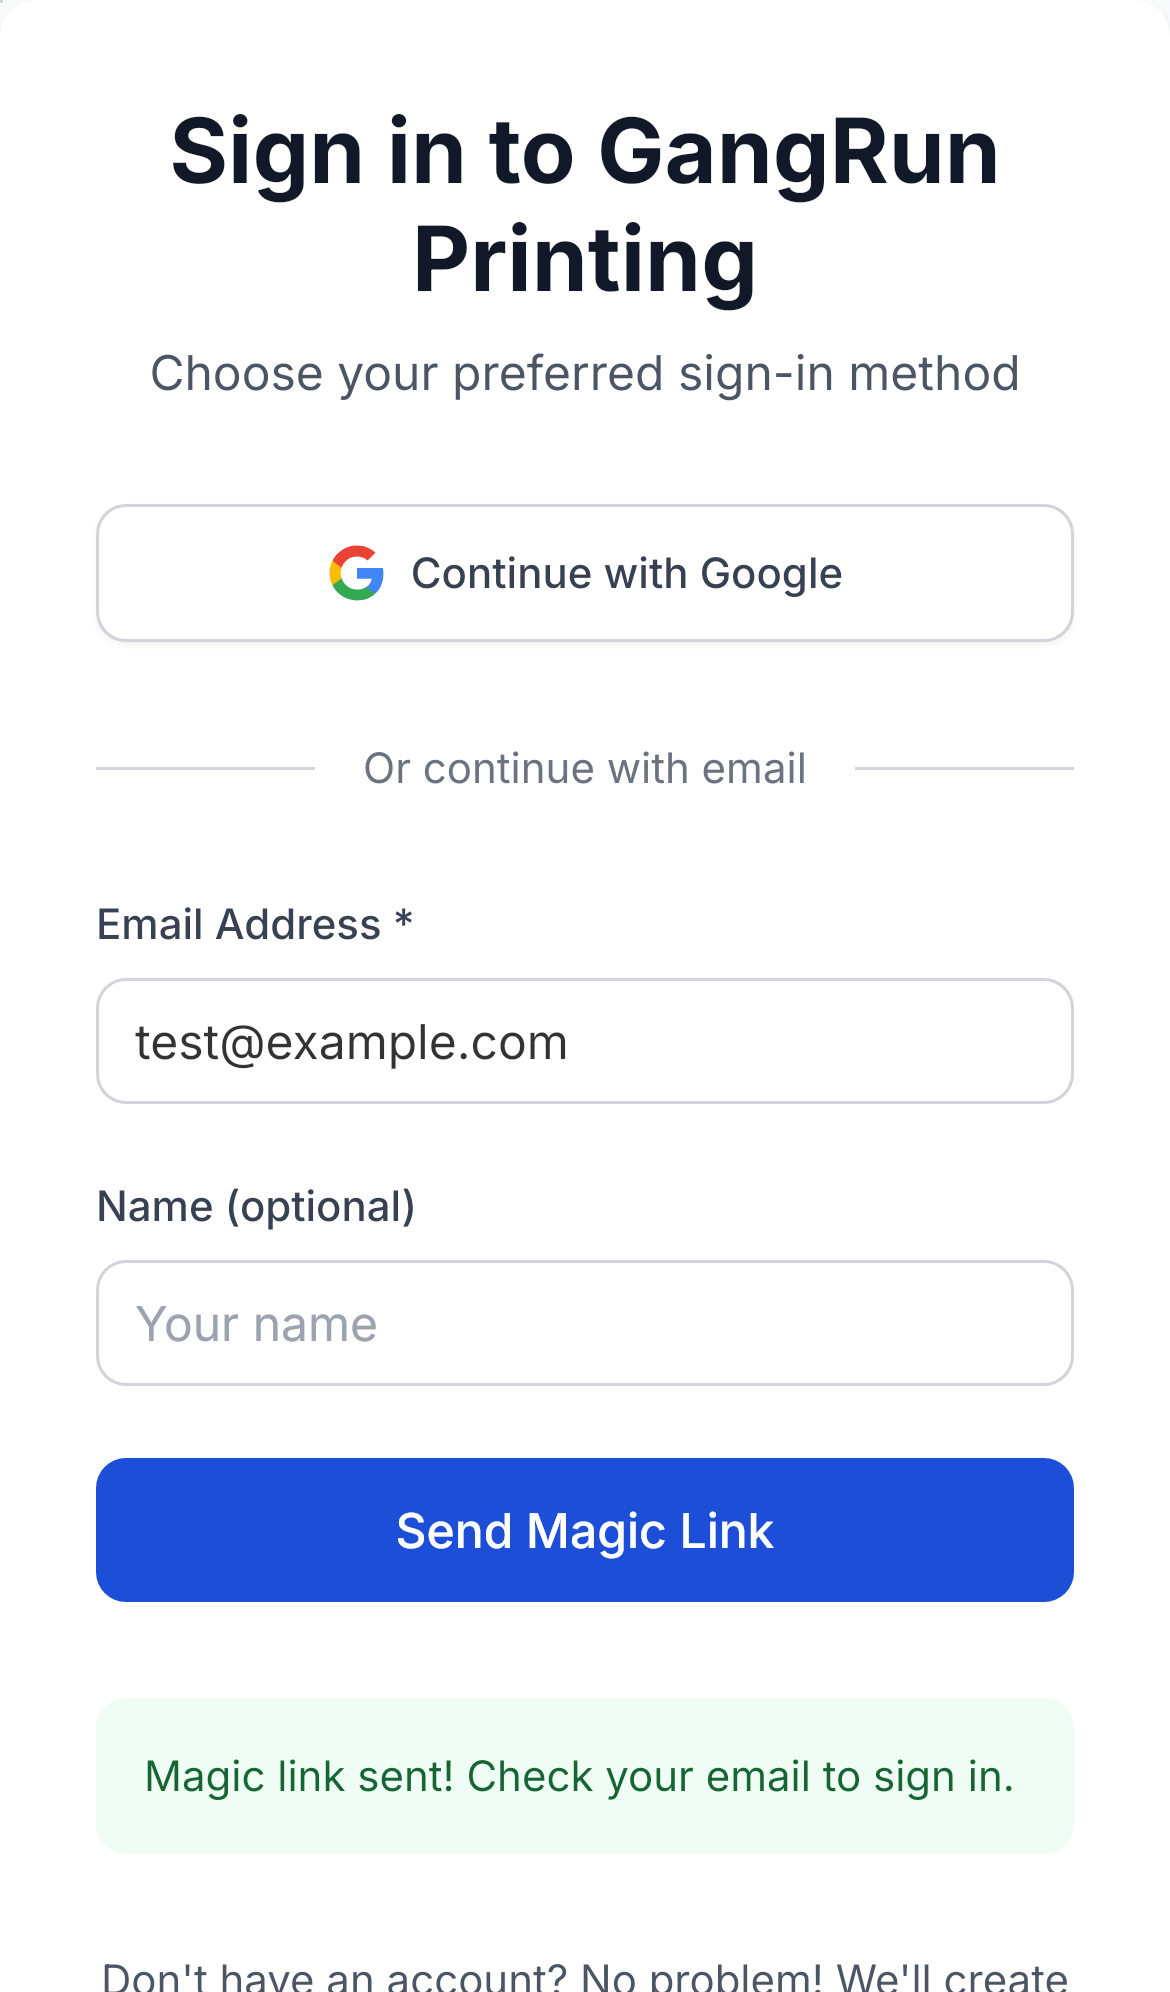 Sign in to GangRun
Printing
Choose your preferred sign-in method
Continue with Google
Or continue with email
Email Address *
test@example.com
Name (optional)
Your name
Send Magic Link
Magic link sent! Check your email to sign in.
Don't have an account? No problem! We'll create